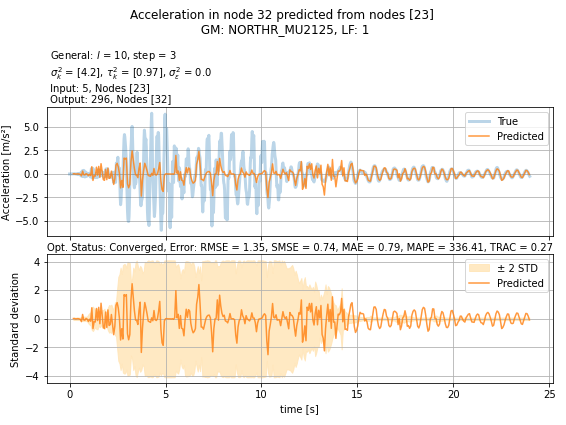 Acceleration in node 32 predicted from nodes [23]
GM: NORTHR_MU2125, LF: 1
General: l = 10, step = 3
σ²ₖ = [4.2], τ²ₖ = [0.97], σ²ε = 0.0
Input: 5, Nodes [23]
Output: 296, Nodes [32]
Acceleration [m/s²]
5.0
2.5
0.0
−2.5
−5.0
True
Predicted
Opt. Status: Converged, Error: RMSE = 1.35, SMSE = 0.74, MAE = 0.79, MAPE = 336.41, TRAC = 0.27
Standard deviation
4
2
0
−2
−4
± 2 STD
Predicted
0 5 10 15 20 25
time [s]